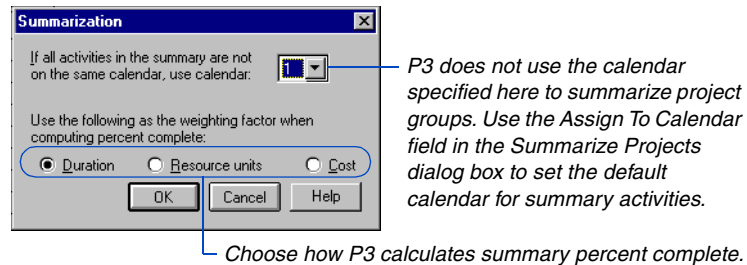 Summarization
If all activities in the summary are not
on the same calendar, use calendar:
1
Use the following as the weighting factor when
computing percent complete:
Duration
Resource units
Cost
OK
Cancel
Help
P3 does not use the calendar
specified here to summarize project
groups. Use the Assign To Calendar
field in the Summarize Projects
dialog box to set the default
calendar for summary activities.
Choose how P3 calculates summary percent complete.